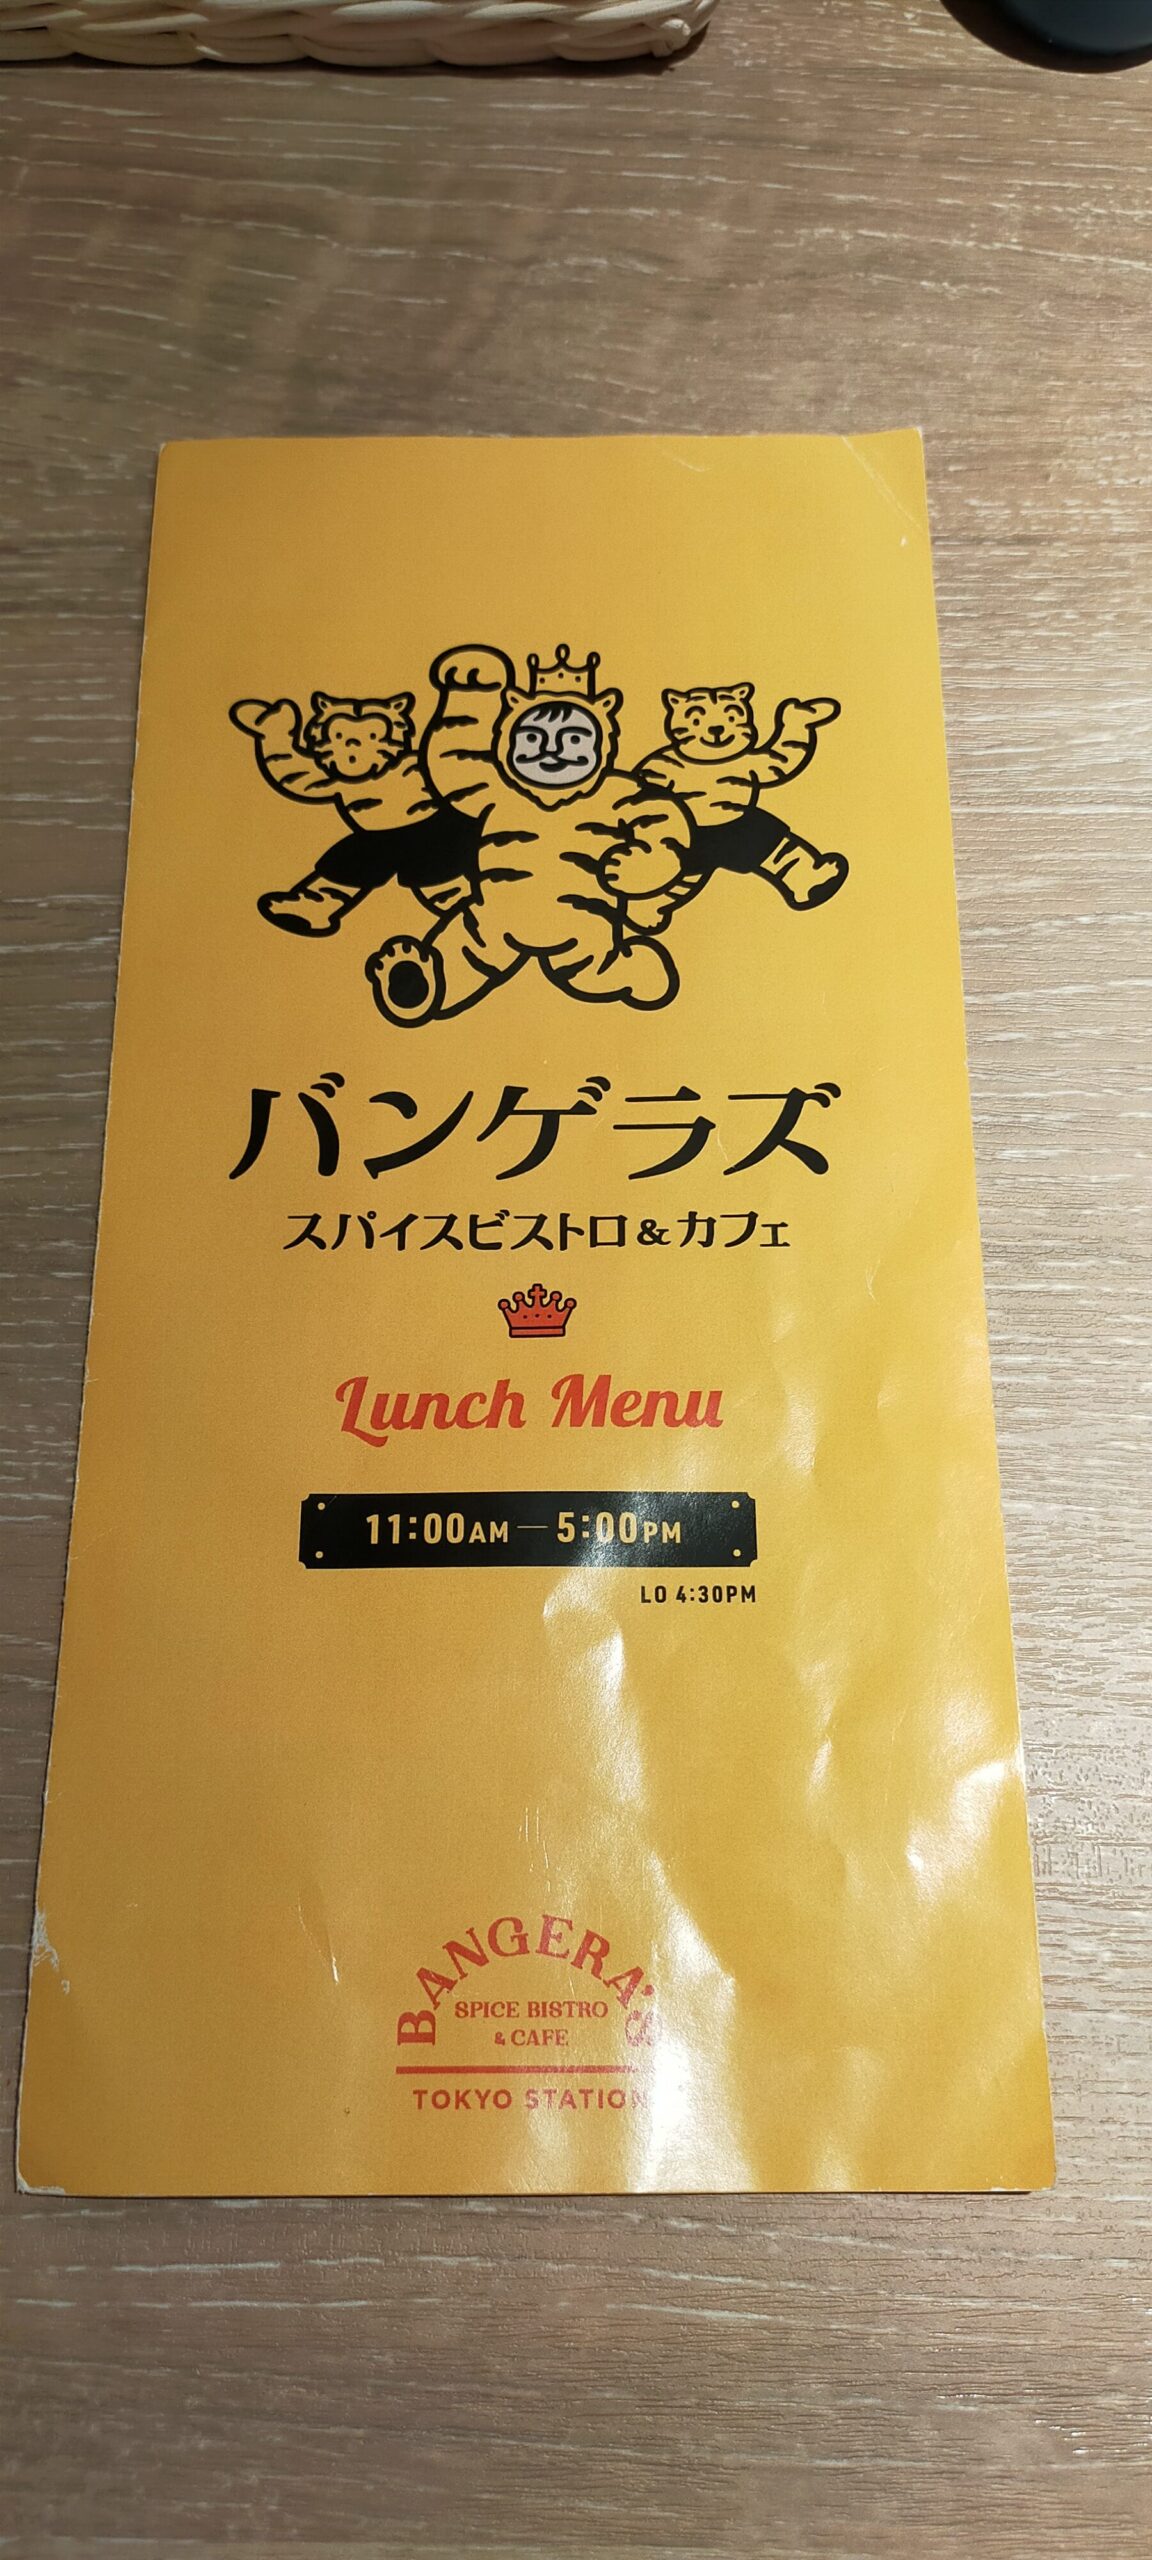 バンゲラズ
スパイスビストロ&カフェ
Lunch Menu
11:00AM — 5:00PM
LO 4:30PM
BANGERA'S
SPICE BISTRO
& CAFE
TOKYO STATION